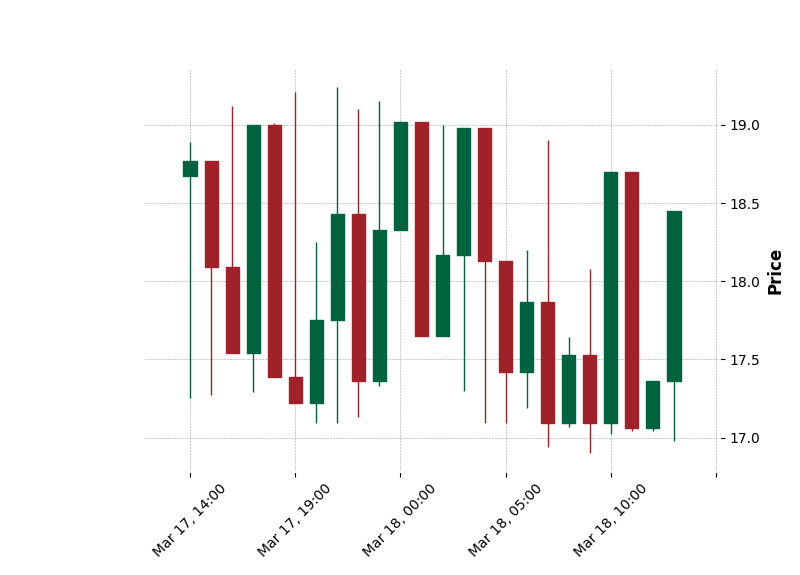 19.0
18.5
18.0
17.5
17.0
Price
Mar 17, 14:00
Mar 17, 19:00
Mar 18, 00:00
Mar 18, 05:00
Mar 18, 10:00